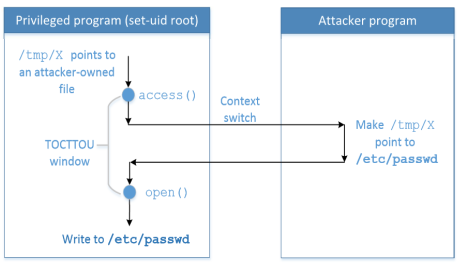 Privileged program (set-uid root)
Attacker program
/tmp/X points to
an attacker-owned
file
access()
Context
switch
Make /tmp/X
point to
/etc/passwd
TOCTTOU
window
open()
Write to /etc/passwd